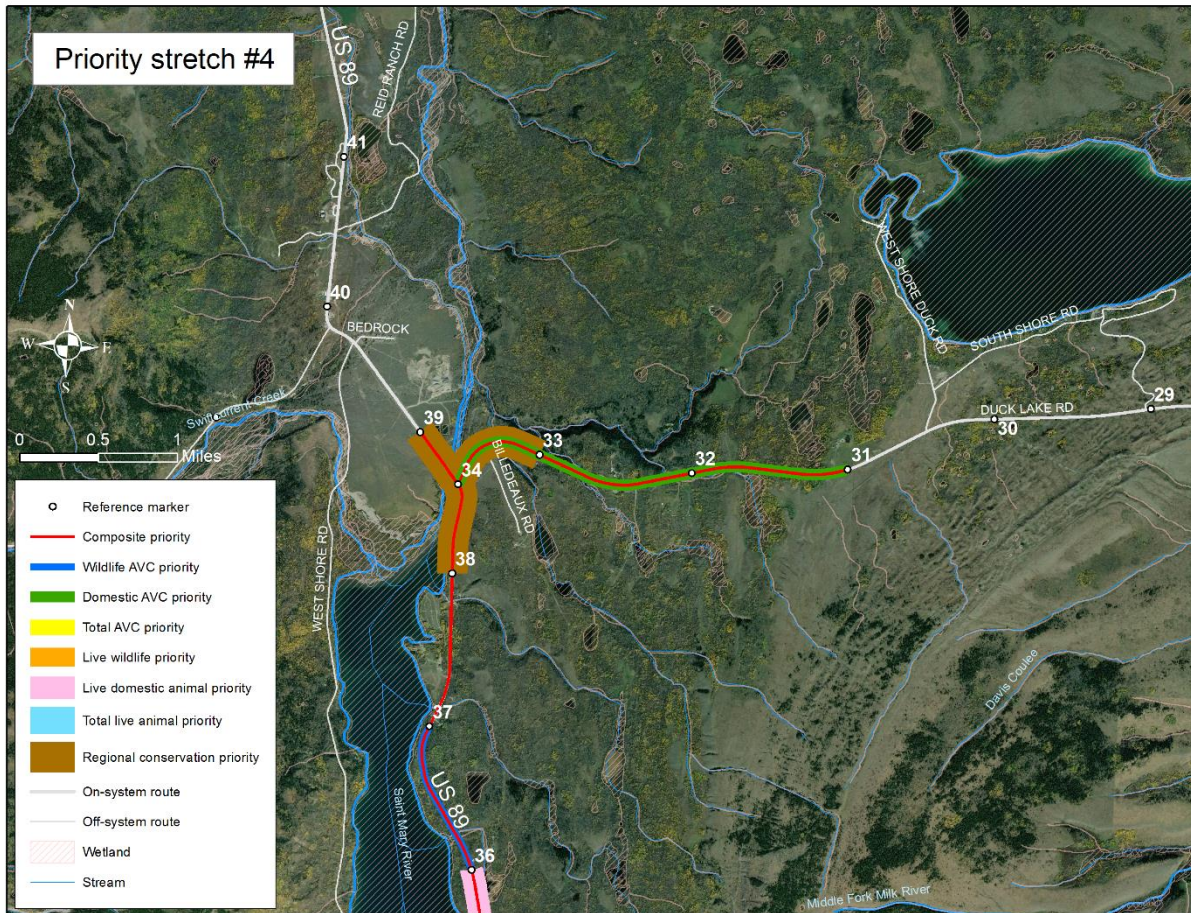 Priority stretch #4
US 89
REID RANCH RD
41
40
BEDROCK
N
W E
S
Swiftcurrent Creek
0 0.5 1
Miles
39
34
33
BILLEDEAUX RD
32
31
30
29
DUCK LAKE RD
WEST SHORE DUCK RD
SOUTH SHORE RD
38
WEST SHORE RD
37
US 89
36
Saint Mary River
Davis Coulee
Middle Fork Milk River
Reference marker
Composite priority
Wildlife AVC priority
Domestic AVC priority
Total AVC priority
Live wildlife priority
Live domestic animal priority
Total live animal priority
Regional conservation priority
On-system route
Off-system route
Wetland
Stream